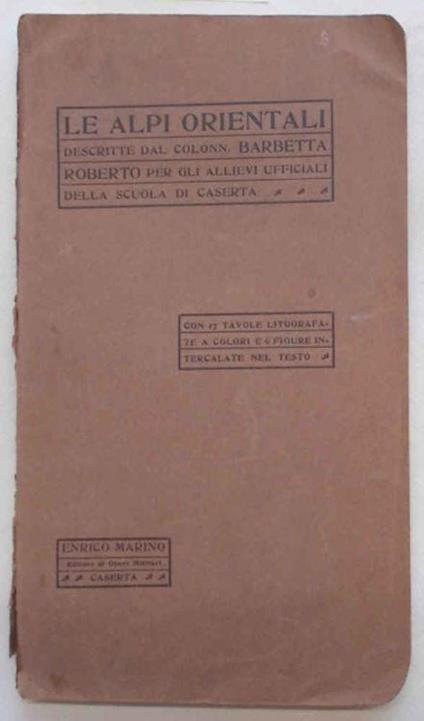 LE ALPI ORIENTALI
DESCRITTE DAL COLONN. BARBETTA
ROBERTO PER GLI ALLIEVI UFFICIALI
DELLA SCUOLA DI CASERTA
CON 17 TAVOLE LITOGRAFA-
TE A COLORI E 6 FIGURE IN-
TERCALATE NEL TESTO
ENRICO MARINO
Editore di Opere Militari
CASERTA